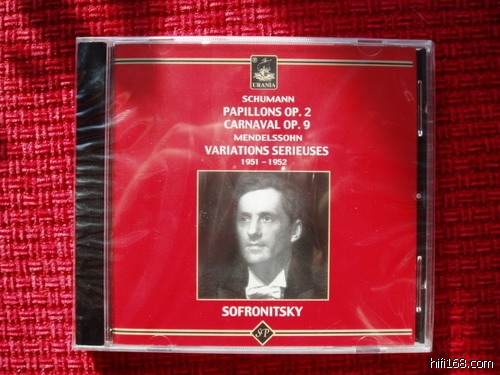 URANIA
SCHUMANN
PAPILLONS OP. 2
CARNAVAL OP. 9
MENDELSSOHN
VARIATIONS SERIEUSES
1951 - 1952
SOFRONITSKY
SP
hifi168.com